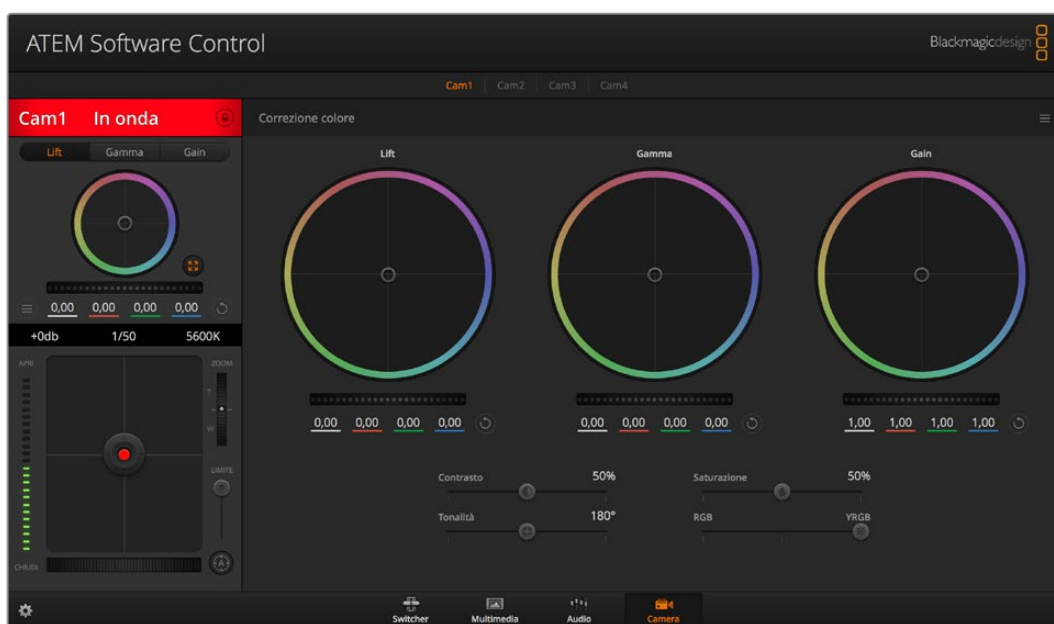 ATEM Software Control
Blackmagicdesign
Cam1 Cam2 Cam3 Cam4
Cam1 In onda
Correzione colore
Lift Gamma Gain
Lift Gamma Gain
0,00 0,00 0,00 0,00
+0db 1/50 5600K
APRI
ZOOM
T
W
LIMITE
A
CHIUDI
0,00 0,00 0,00 0,00
0,00 0,00 0,00 0,00
1,00 1,00 1,00 1,00
Contrasto 50%
Saturazione 50%
Tonalità 180°
RGB YRGB
Switcher Multimedia Audio Camera